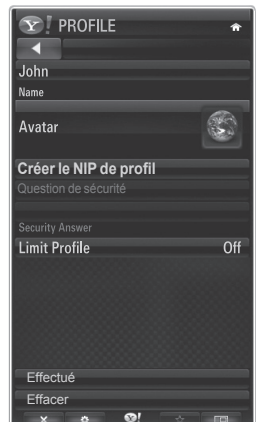 Y! PROFILE
John
Name
Avatar
Créer le NIP de profil
Question de sécurité
Security Answer
Limit Profile Off
Effectué
Effacer
Y!